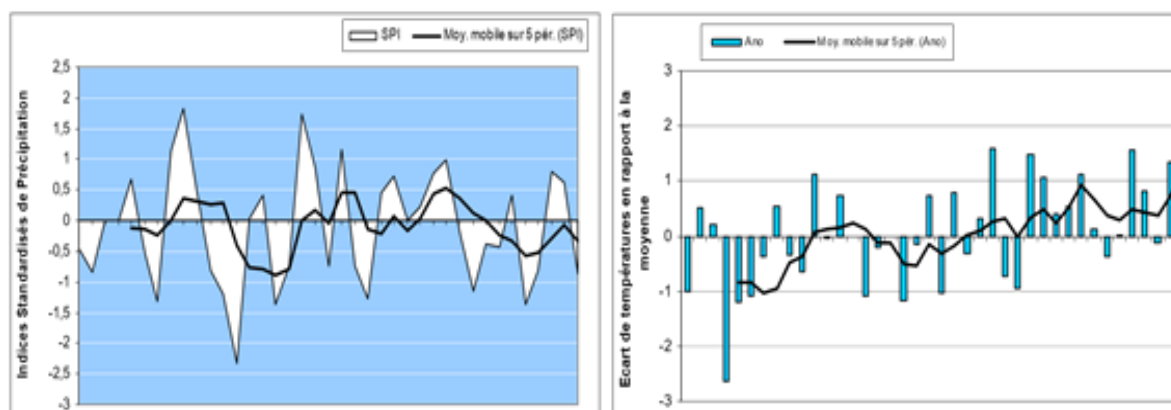 SPI
Moy. mobile sur 5 pér. (SPI)
Indices Standardisés de Précipitation
2,5
2
1,5
1
0,5
0
-0,5
-1
-1,5
-2
-2,5
-3
Ano
Moy. mobile sur 5 pér. (Ano)
Ecart de températures en rapport à la
moyenne
3
2
1
0
-1
-2
-3